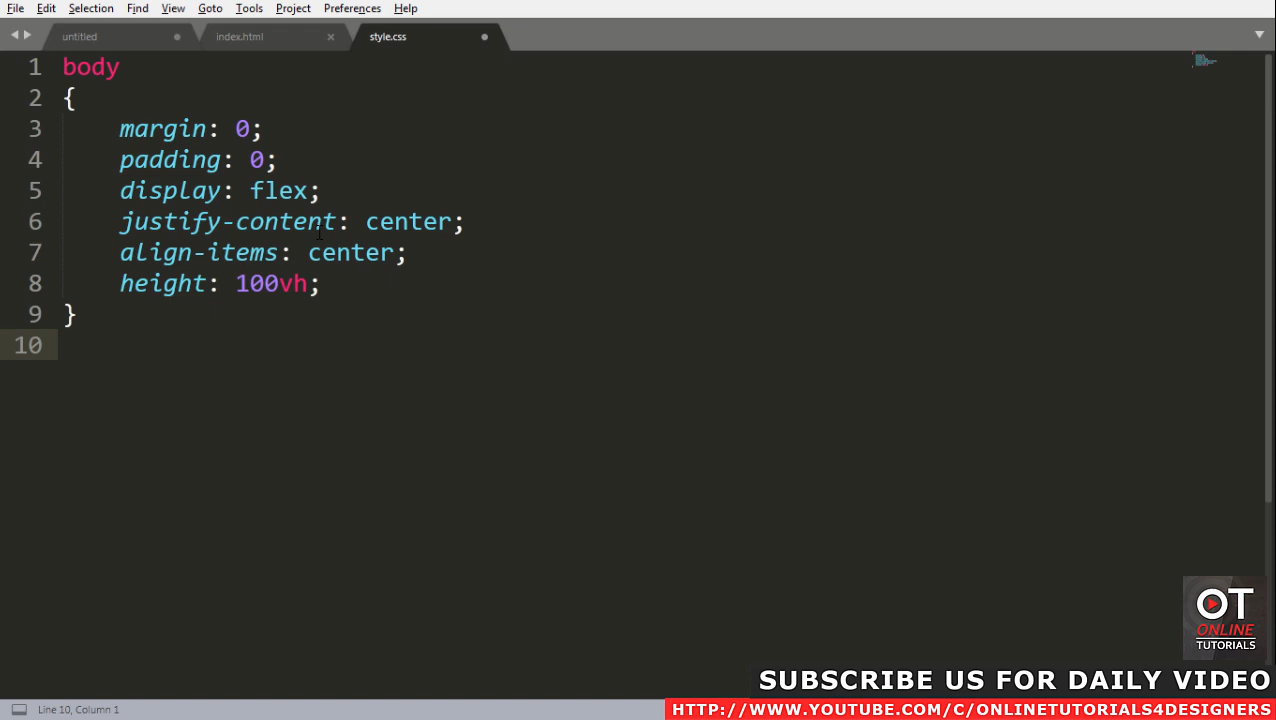 File Edit Selection Find View Goto Tools Project Preferences Help
untitled index.html style.css
1 body
2 {
3 margin: 0;
4 padding: 0;
5 display: flex;
6 justify-content: center;
7 align-items: center;
8 height: 100vh;
9 }
10
OT
ONLINE
TUTORIALS
SUBSCRIBE US FOR DAILY VIDEO
HTTP://WWW.YOUTUBE.COM/C/ONLINETUTORIALS4DESIGNERS
Line 10, Column 1